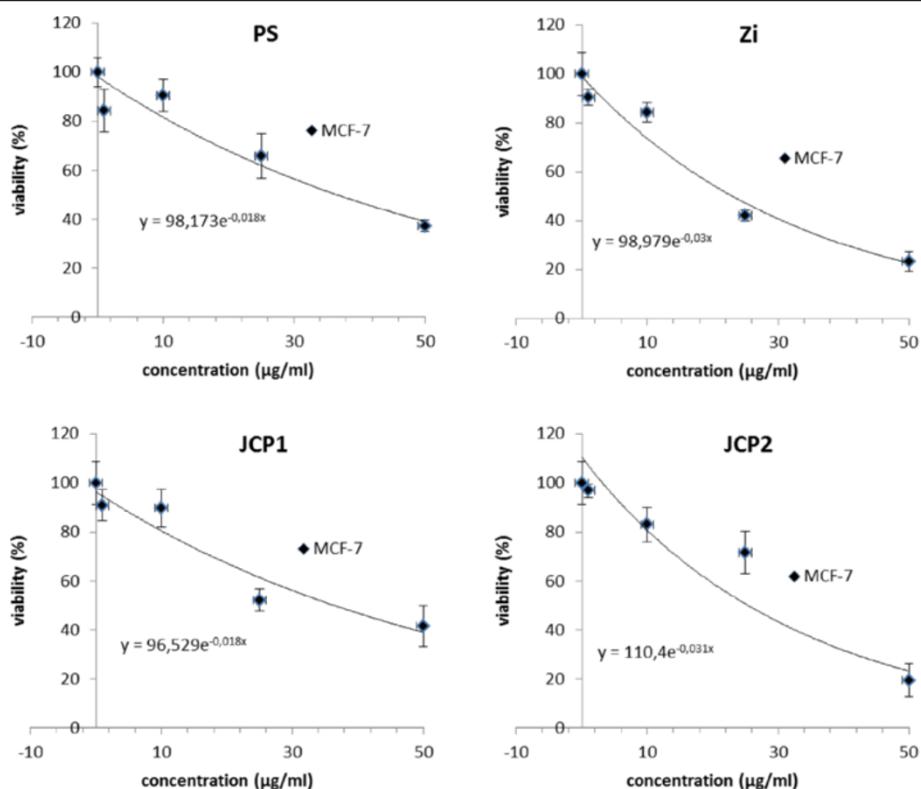 PS
120
100
80
60
40
20
0
viability (%)
MCF-7
y = 98,173e-0,018x
-10 10 30 50
concentration (µg/ml)
Zi
120
100
80
60
40
20
0
viability (%)
MCF-7
y = 98,979e-0,03x
-10 10 30 50
concentration (µg/ml)
JCP1
120
100
80
60
40
20
0
viability (%)
MCF-7
y = 96,529e-0,018x
-10 10 30 50
concentration (µg/ml)
JCP2
120
100
80
60
40
20
0
viability (%)
MCF-7
y = 110,4e-0,031x
-10 10 30 50
concentration (µg/ml)